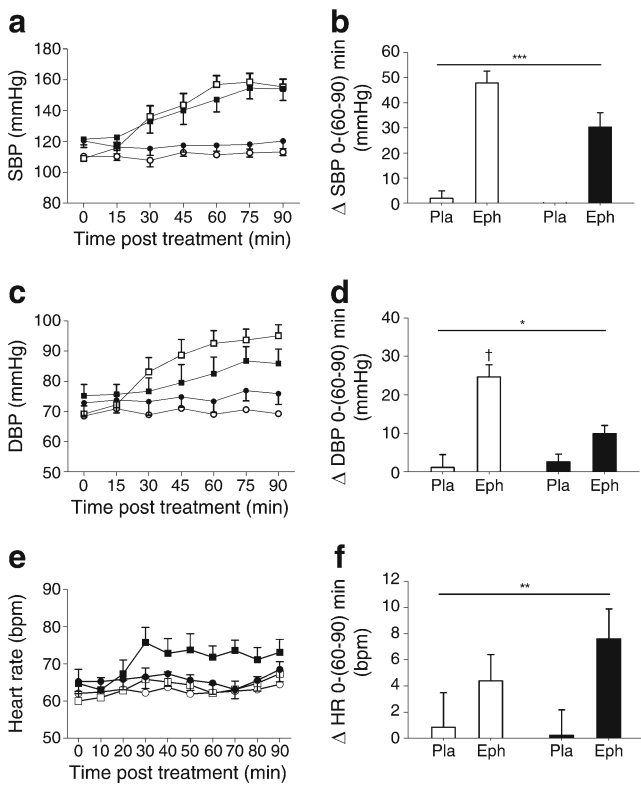 a
180
160
140
120
100
80
SBP (mmHg)
0 15 30 45 60 75 90
Time post treatment (min)
b
60
50
40
30
20
10
0
Δ SBP 0-(60-90) min
(mmHg)
***
Pla Eph Pla Eph
c
100
90
80
70
60
50
DBP (mmHg)
0 15 30 45 60 75 90
Time post treatment (min)
d
40
30
20
10
0
Δ DBP 0-(60-90) min
(mmHg)
*
†
Pla Eph Pla Eph
e
90
80
70
60
50
Heart rate (bpm)
0 10 20 30 40 50 60 70 80 90
Time post treatment (min)
f
12
10
8
6
4
2
0
Δ HR 0-(60-90) min
(bpm)
**
Pla Eph Pla Eph